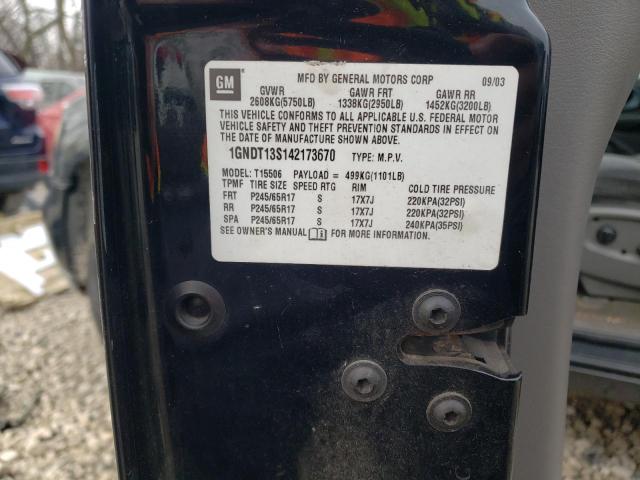 GM MFD BY GENERAL MOTORS CORP 09/03
GVWR GAWR FRT GAWR RR
2608KG(5750LB) 1338KG(2950LB) 1452KG(3200LB)
THIS VEHICLE CONFORMS TO ALL APPLICABLE U.S. FEDERAL MOTOR
VEHICLE SAFETY AND THEFT PREVENTION STANDARDS IN EFFECT ON
THE DATE OF MANUFACTURE SHOWN ABOVE.
1GNDT13S142173670 TYPE: M.P.V.
MODEL: T15506 PAYLOAD = 499KG(1101LB)
TPMF TIRE SIZE SPEED RTG RIM COLD TIRE PRESSURE
FRT P245/65R17 S 17X7J 220KPA(32PSI)
RR P245/65R17 S 17X7J 220KPA(32PSI)
SPA P245/65R17 S 17X7J 240KPA(35PSI)
SEE OWNER'S MANUAL FOR MORE INFORMATION.